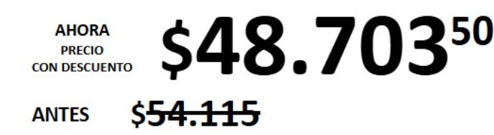 AHORA
PRECIO
CON DESCUENTO
$48.70350
ANTES $54.115